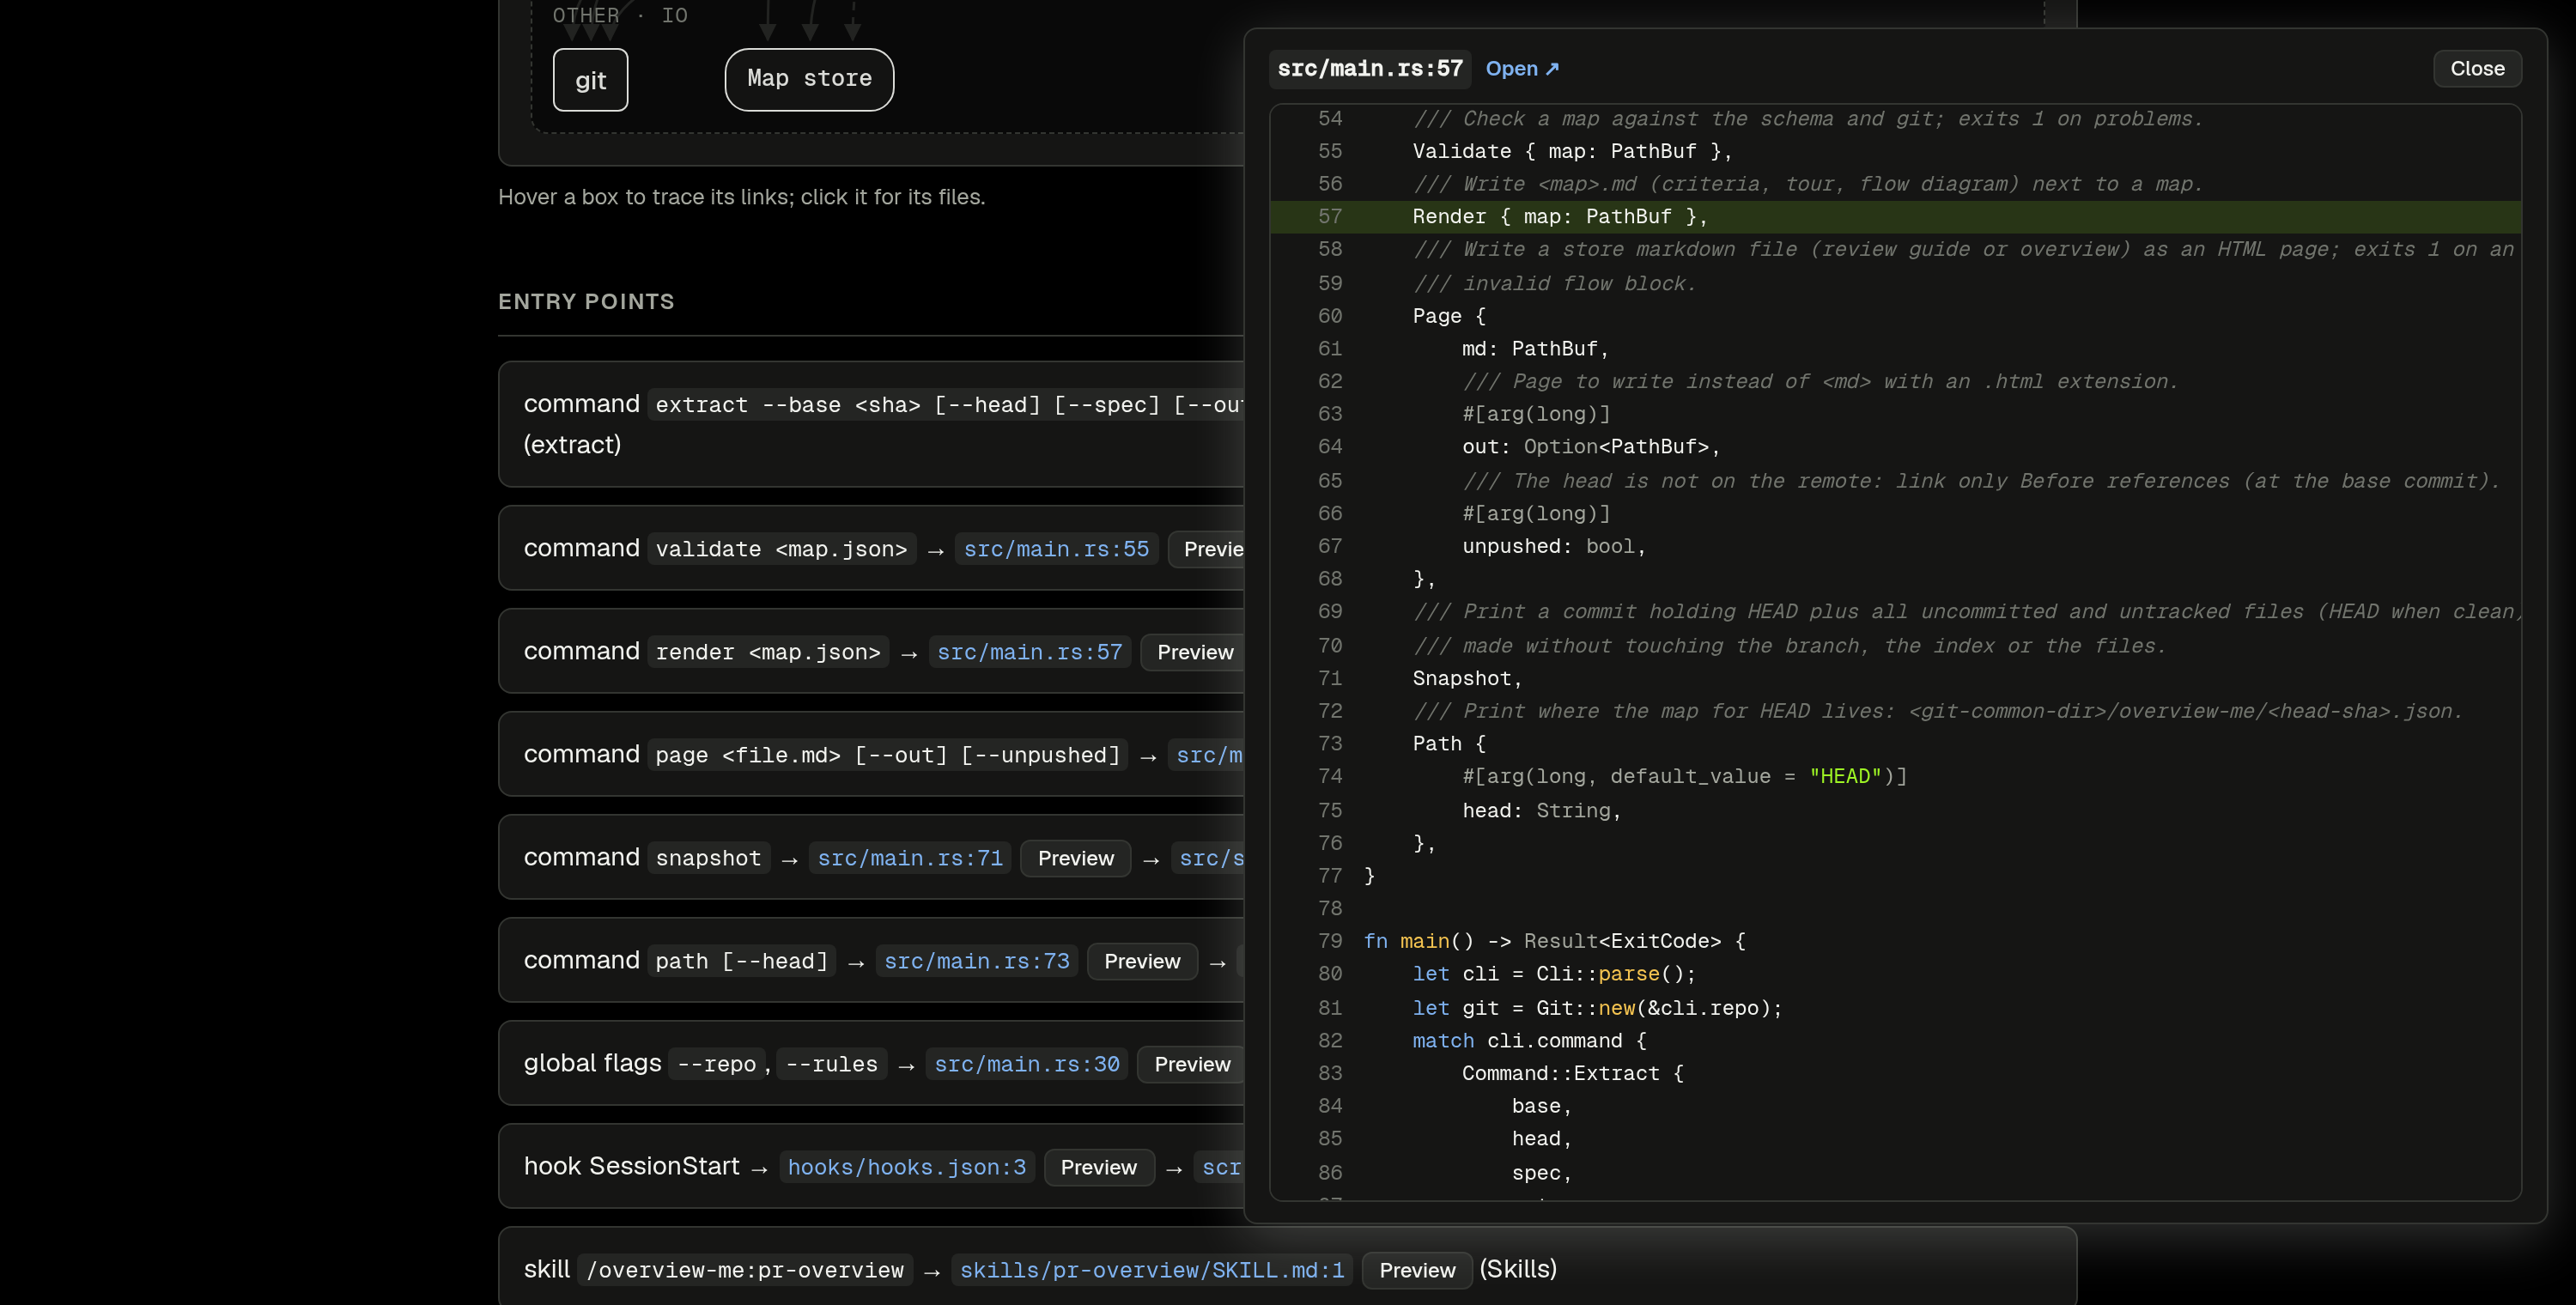 OTHER · IO
git
Map store
Hover a box to trace its links; click it for its files.
ENTRY POINTS
command extract --base <sha> [--head] [--spec] [--out
(extract)
command validate <map.json> → src/main.rs:55 Preview
command render <map.json> → src/main.rs:57 Preview
command page <file.md> [--out] [--unpushed] → src/m
command snapshot → src/main.rs:71 Preview → src/s
command path [--head] → src/main.rs:73 Preview →
global flags --repo, --rules → src/main.rs:30 Preview
hook SessionStart → hooks/hooks.json:3 Preview → scr
skill /overview-me:pr-overview → skills/pr-overview/SKILL.md:1 Preview (Skills)
src/main.rs:57 Open ↗ Close
54 /// Check a map against the schema and git; exits 1 on problems.
55 Validate { map: PathBuf },
56 /// Write <map>.md (criteria, tour, flow diagram) next to a map.
57 Render { map: PathBuf },
58 /// Write a store markdown file (review guide or overview) as an HTML page; exits 1 on an
59 /// invalid flow block.
60 Page {
61 md: PathBuf,
62 /// Page to write instead of <md> with an .html extension.
63 #[arg(long)]
64 out: Option<PathBuf>,
65 /// The head is not on the remote: link only Before references (at the base commit).
66 #[arg(long)]
67 unpushed: bool,
68 },
69 /// Print a commit holding HEAD plus all uncommitted and untracked files (HEAD when clean)
70 /// made without touching the branch, the index or the files.
71 Snapshot,
72 /// Print where the map for HEAD lives: <git-common-dir>/overview-me/<head-sha>.json.
73 Path {
74 #[arg(long, default_value = "HEAD")]
75 head: String,
76 },
77 }
78
79 fn main() -> Result<ExitCode> {
80 let cli = Cli::parse();
81 let git = Git::new(&cli.repo);
82 match cli.command {
83 Command::Extract {
84 base,
85 head,
86 spec,